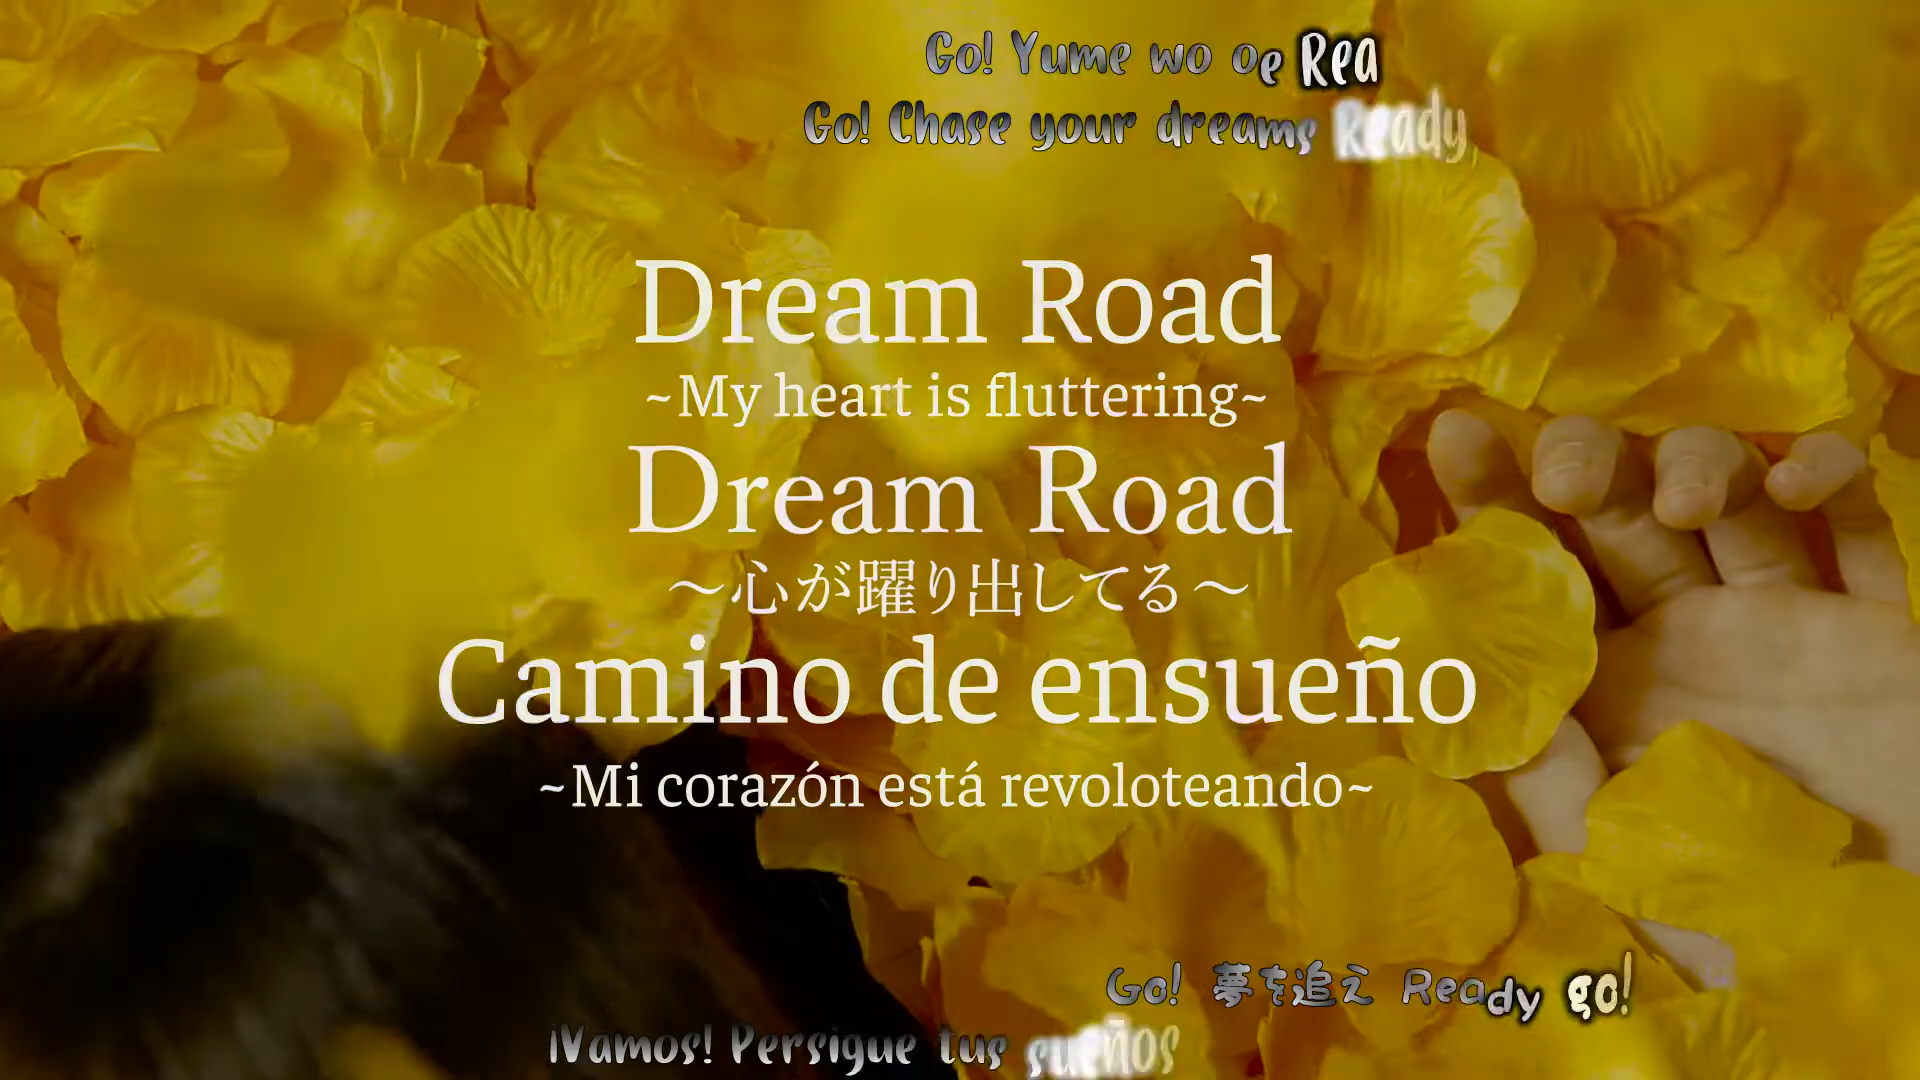 Go! Yume wo oe Rea
Go! Chase your dreams Ready
Dream Road
~My heart is fluttering~
Dream Road
～心が躍り出してる～
Camino de ensueño
~Mi corazón está revoloteando~
Go! 夢を追え Ready go!
¡Vamos! Persigue tus sueños